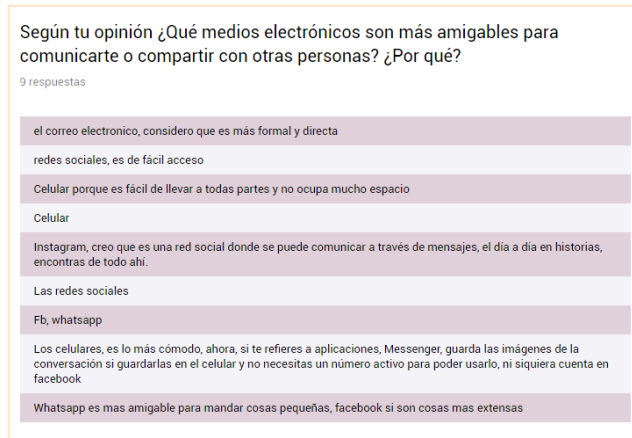 Según tu opinión ¿Qué medios electrónicos son más amigables para
comunicarte o compartir con otras personas? ¿Por qué?
9 respuestas
el correo electronico, considero que es más formal y directa
redes sociales, es de fácil acceso
Celular porque es fácil de llevar a todas partes y no ocupa mucho espacio
Celular
Instagram, creo que es una red social donde se puede comunicar a través de mensajes, el día a día en historias,
encontras de todo ahí.
Las redes sociales
Fb, whatsapp
Los celulares, es lo más cómodo, ahora, si te refieres a aplicaciones, Messenger, guarda las imágenes de la
conversación si guardarlas en el celular y no necesitas un número activo para poder usarlo, ni siquiera cuenta en
facebook
Whatsapp es mas amigable para mandar cosas pequeñas, facebook si son cosas mas extensas